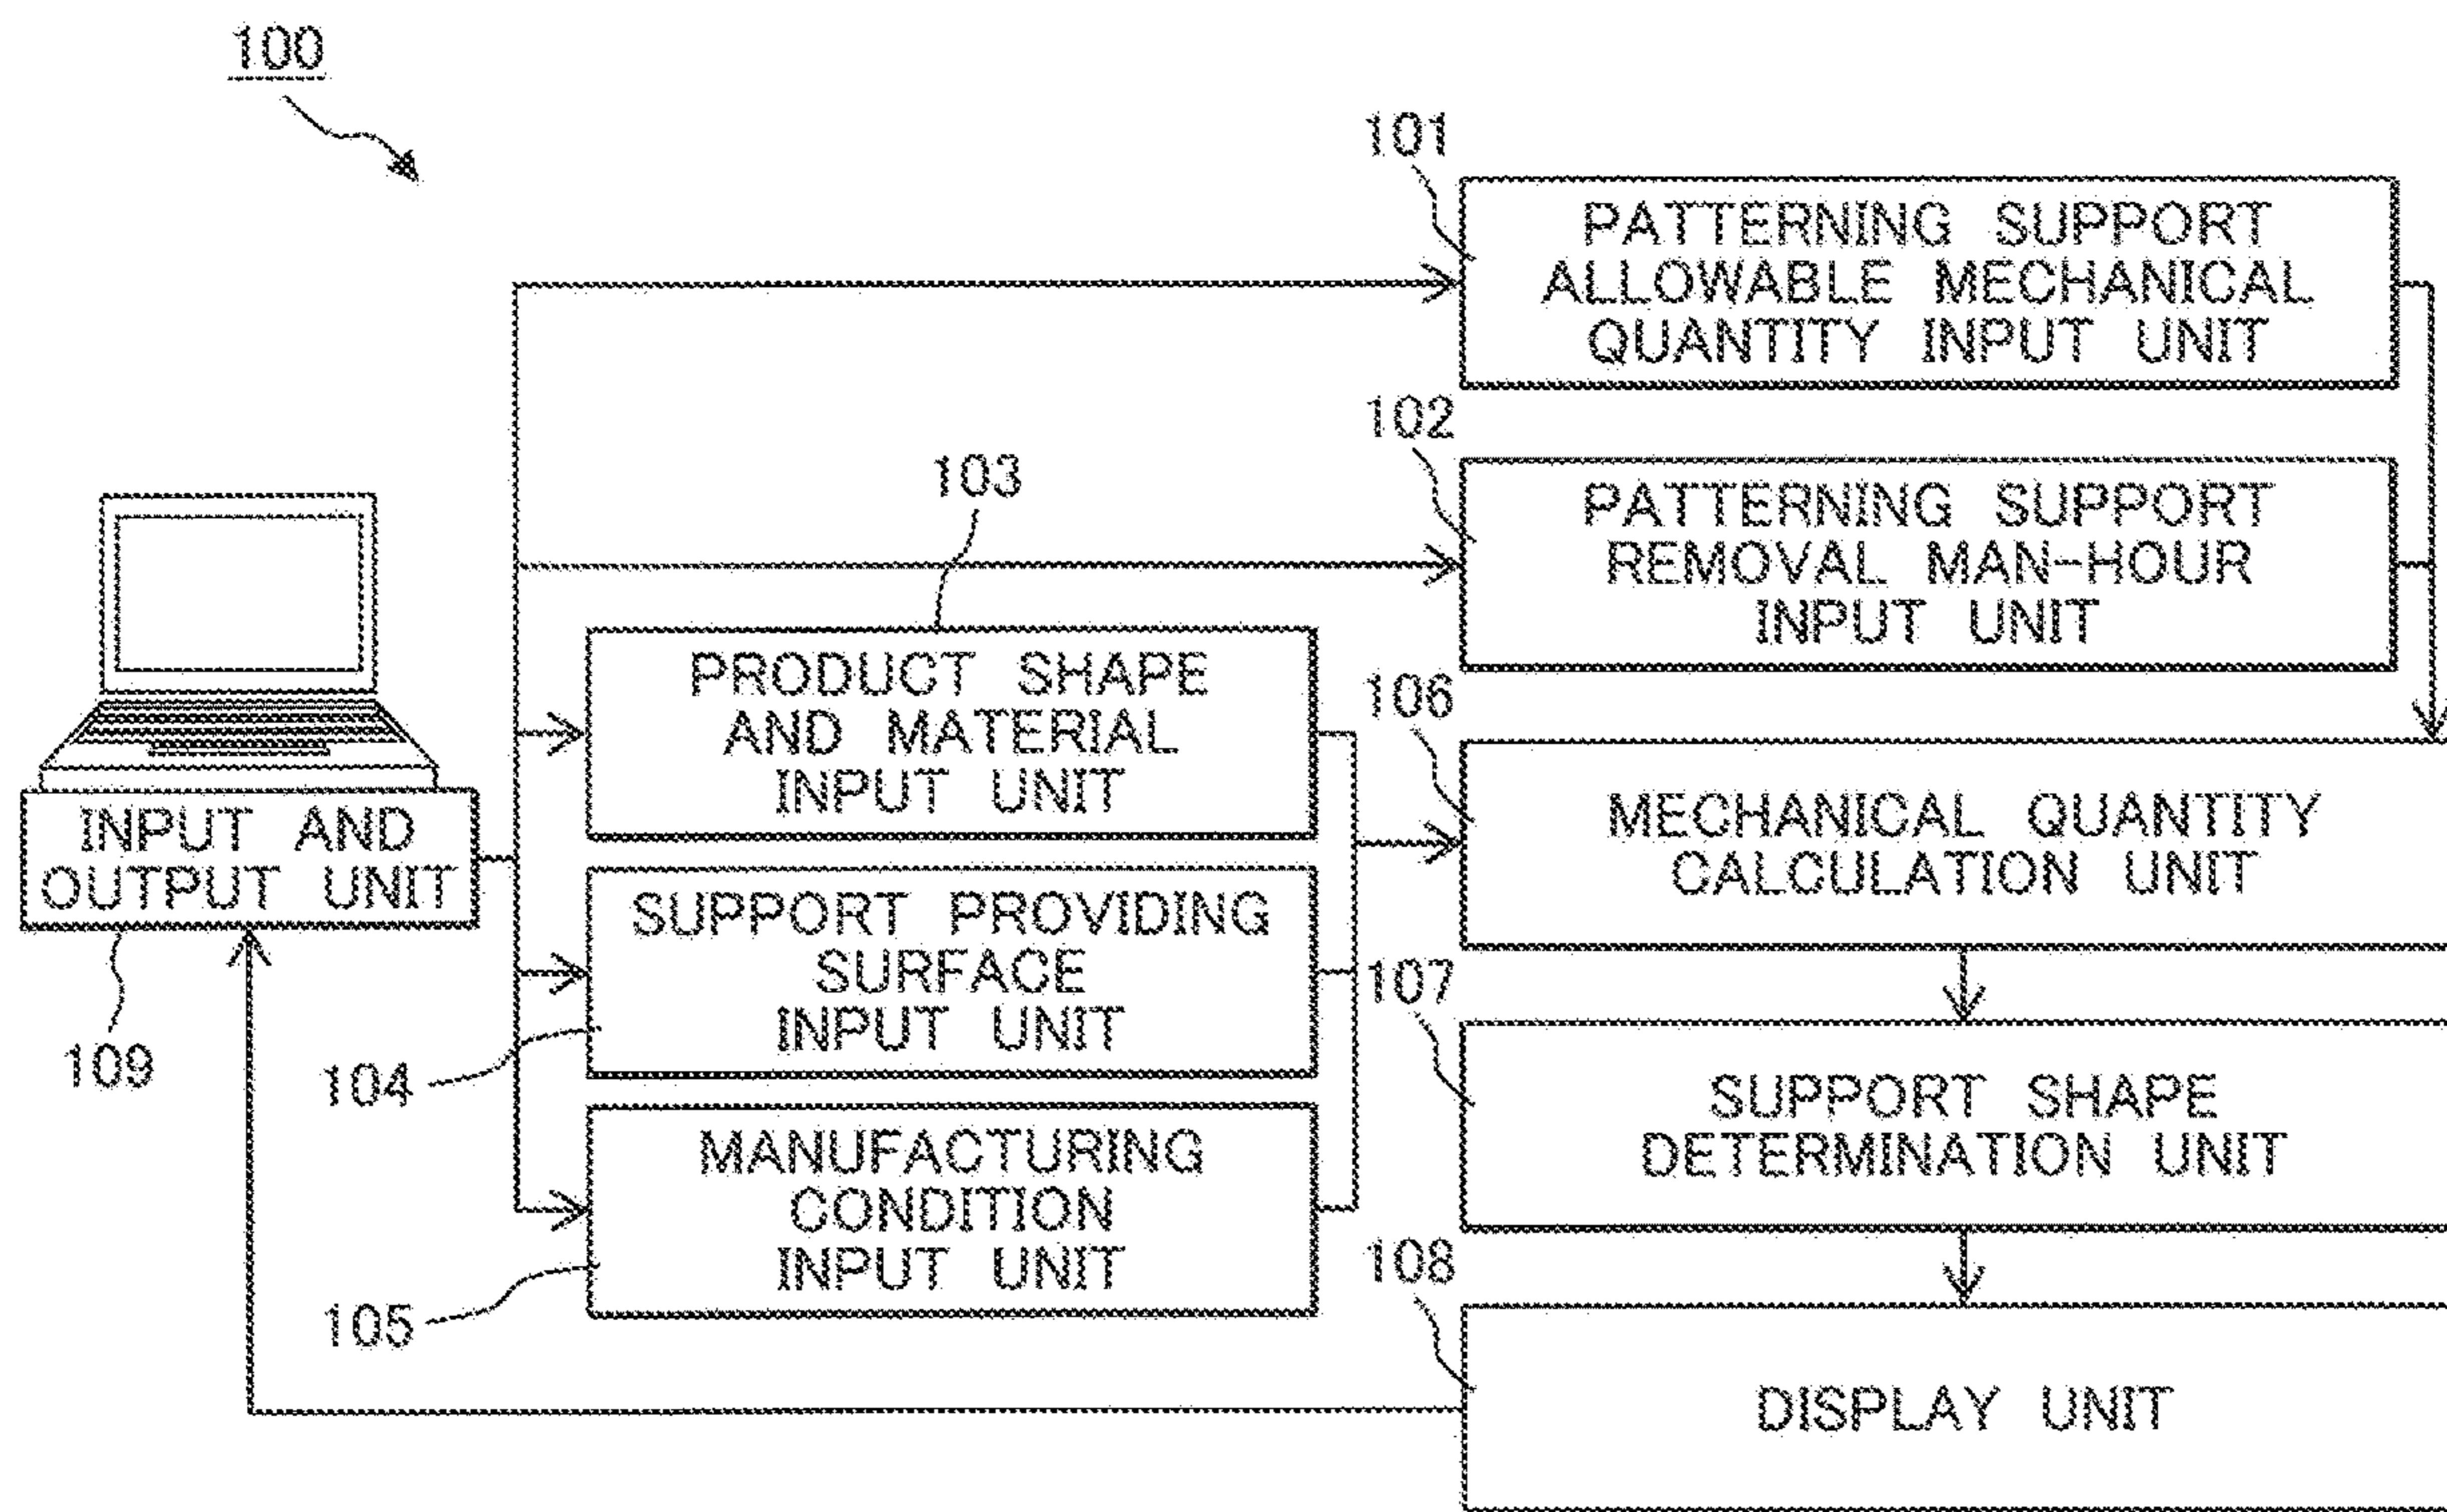 100
101
PATTERNING SUPPORT
ALLOWABLE MECHANICAL
QUANTITY INPUT UNIT
102
PATTERNING SUPPORT
REMOVAL MAN-HOUR
INPUT UNIT
103
PRODUCT SHAPE
AND MATERIAL
INPUT UNIT
106
MECHANICAL QUANTITY
CALCULATION UNIT
INPUT AND
OUTPUT UNIT
109
SUPPORT PROVIDING
SURFACE
INPUT UNIT
104
107
SUPPORT SHAPE
DETERMINATION UNIT
MANUFACTURING
CONDITION
INPUT UNIT
105
108
DISPLAY UNIT